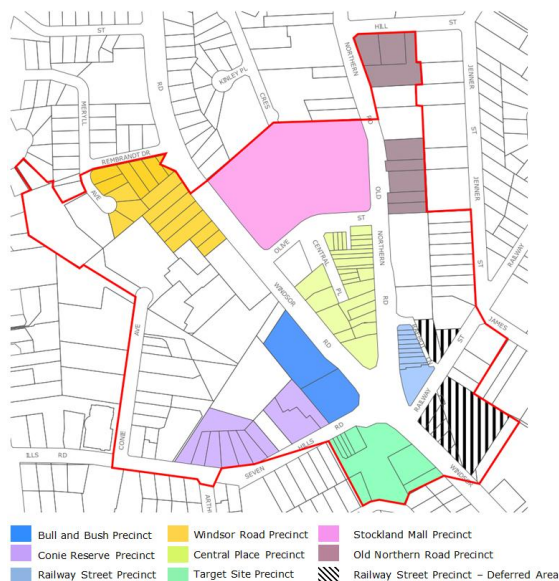 HILL ST
ST
NORTHERN
RD
KINLEY PL
CRES
JENNER
ST
MERYLL
AVE
REMBRANDT DR
RD
OLD
JENNER
ST
OLIVE ST
CENTRAL
PL
NORTHERN
RD
RAILWAY
ST
WINDSOR
RD
JAMES
ST
RAILWAY
AVE
CONIE
RD
HILLS
SEVEN
ILLS RD
WINDSOR
ARTHUR
Bull and Bush Precinct
Windsor Road Precinct
Stockland Mall Precinct
Conie Reserve Precinct
Central Place Precinct
Old Northern Road Precinct
Railway Street Precinct
Target Site Precinct
Railway Street Precinct – Deferred Area